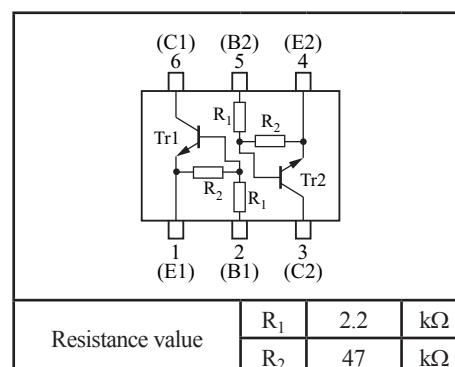 (C1) (B2) (E2)
6 5 4
R1
R2
Tr1
Tr2
R2
R1
1 2 3
(E1) (B1) (C2)
Resistance value
R1 2.2 kΩ
R2 47 kΩ